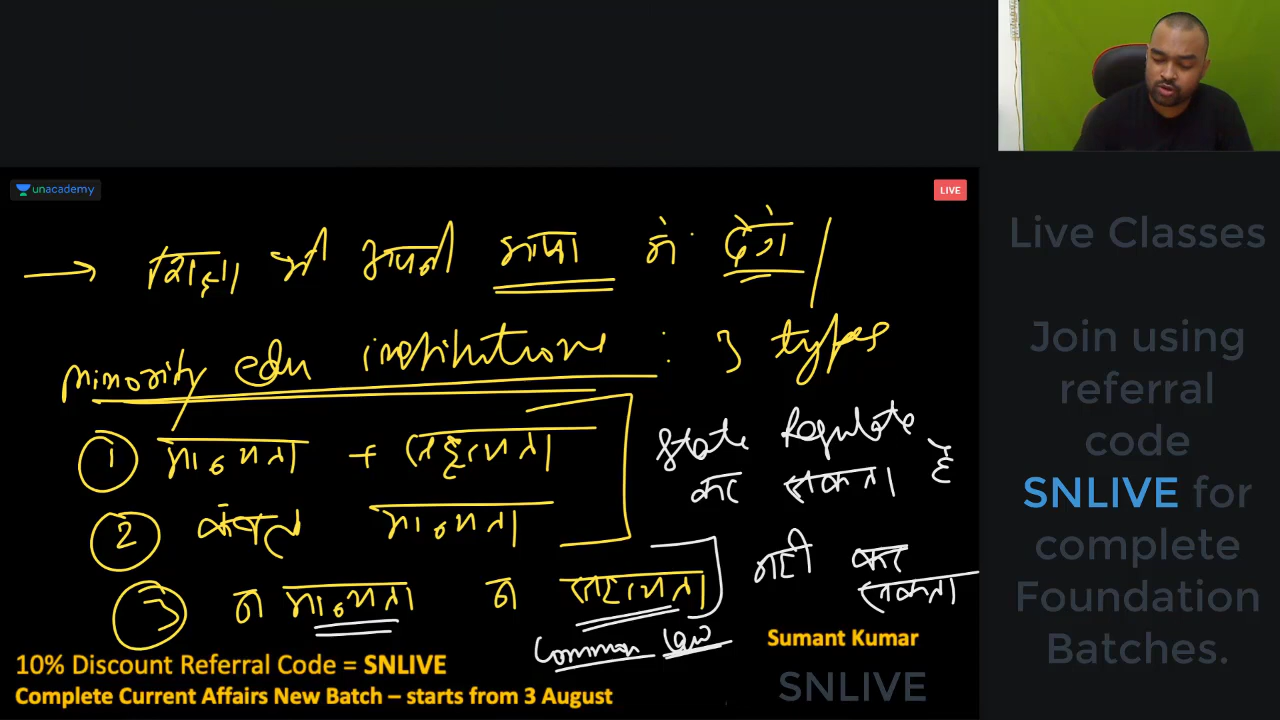 unacademy
LIVE
→ शिक्षा भी अपनी भाषा में देंगे /
minority edu institutions : 3 types
① मान्यता + सहायता
② केवल मान्यता
State Regulate
कर सकता है
③ न मान्यता न सहायता
नहीं कर
सकता
Common law
Sumant Kumar
SNLIVE
10% Discount Referral Code = SNLIVE
Complete Current Affairs New Batch – starts from 3 August
Live Classes
Join using
referral
code
SNLIVE for
complete
Foundation
Batches.